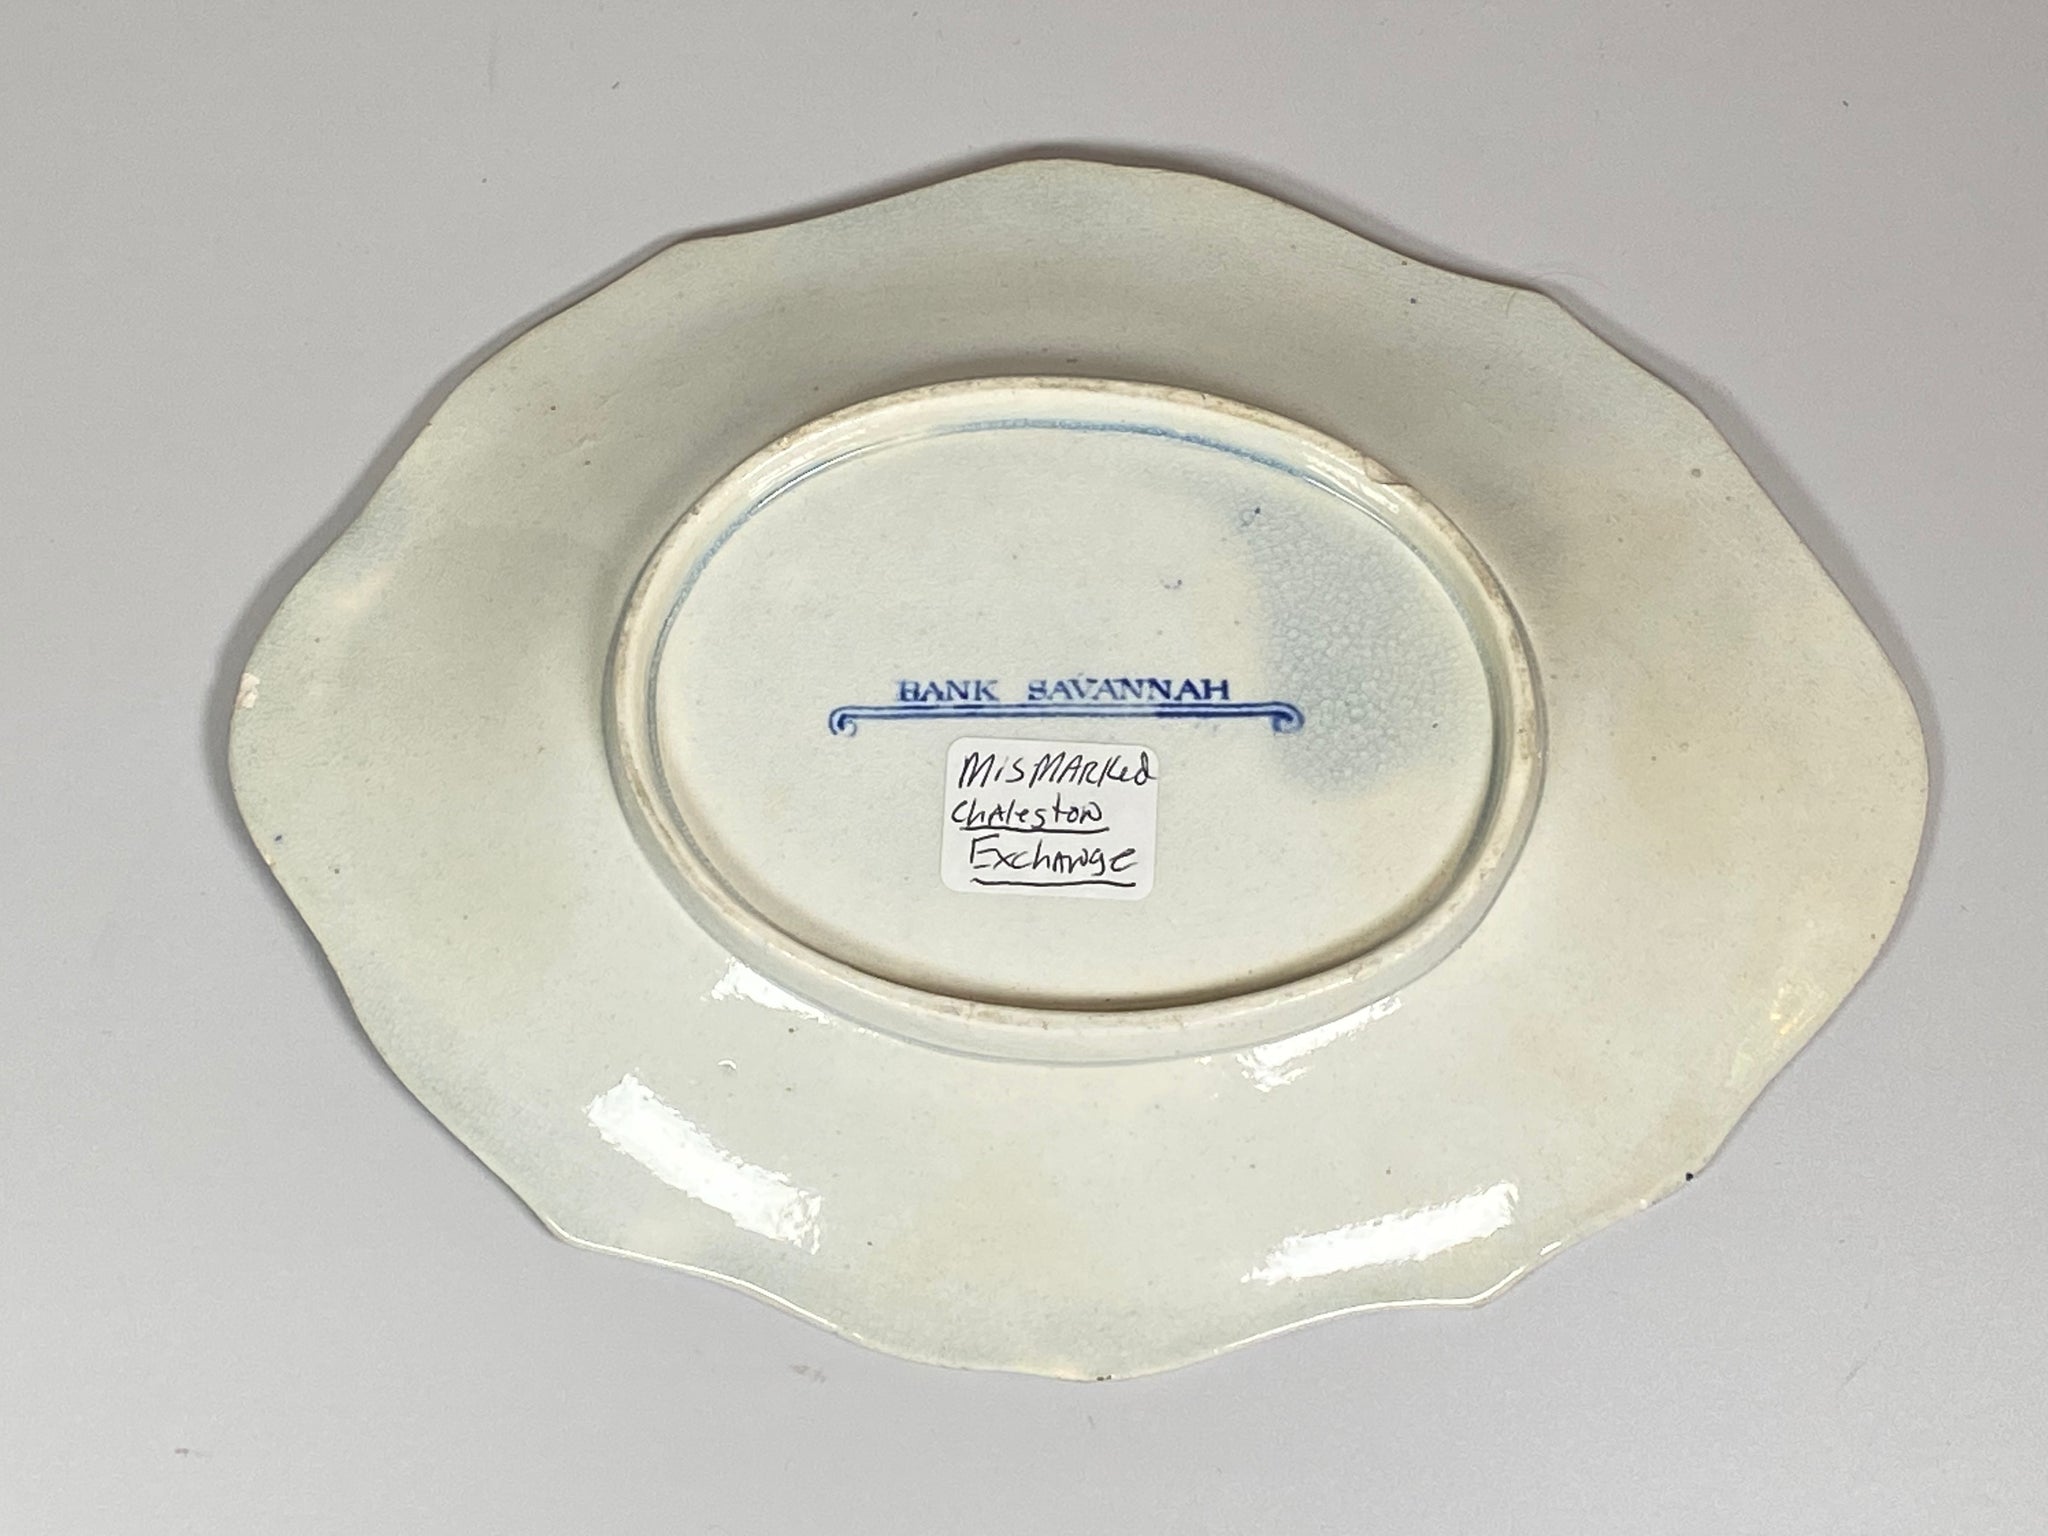 BANK SAVANNAH
MISMARKed
Chaleston
Exchange